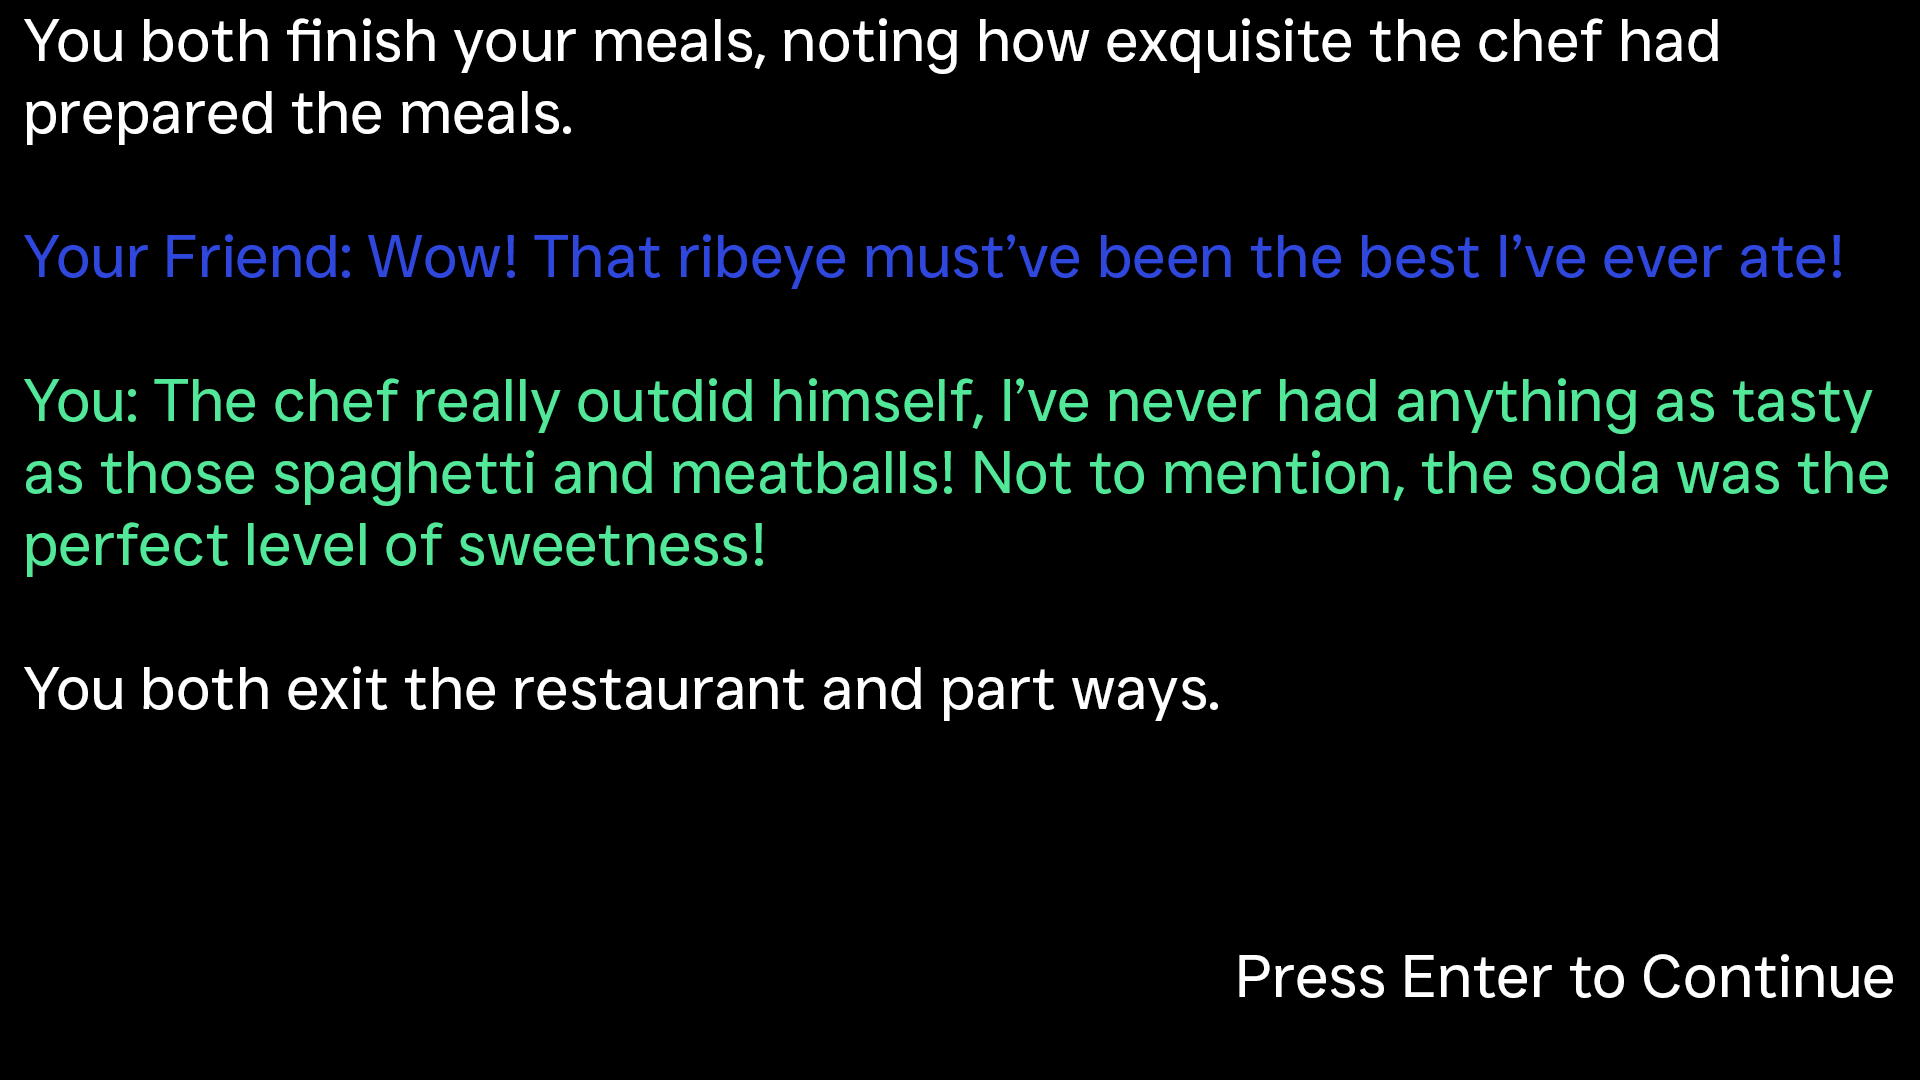 You both finish your meals, noting how exquisite the chef had
prepared the meals.
Your Friend: Wow! That ribeye must’ve been the best I’ve ever ate!
You: The chef really outdid himself, I’ve never had anything as tasty
as those spaghetti and meatballs! Not to mention, the soda was the
perfect level of sweetness!
You both exit the restaurant and part ways.
Press Enter to Continue